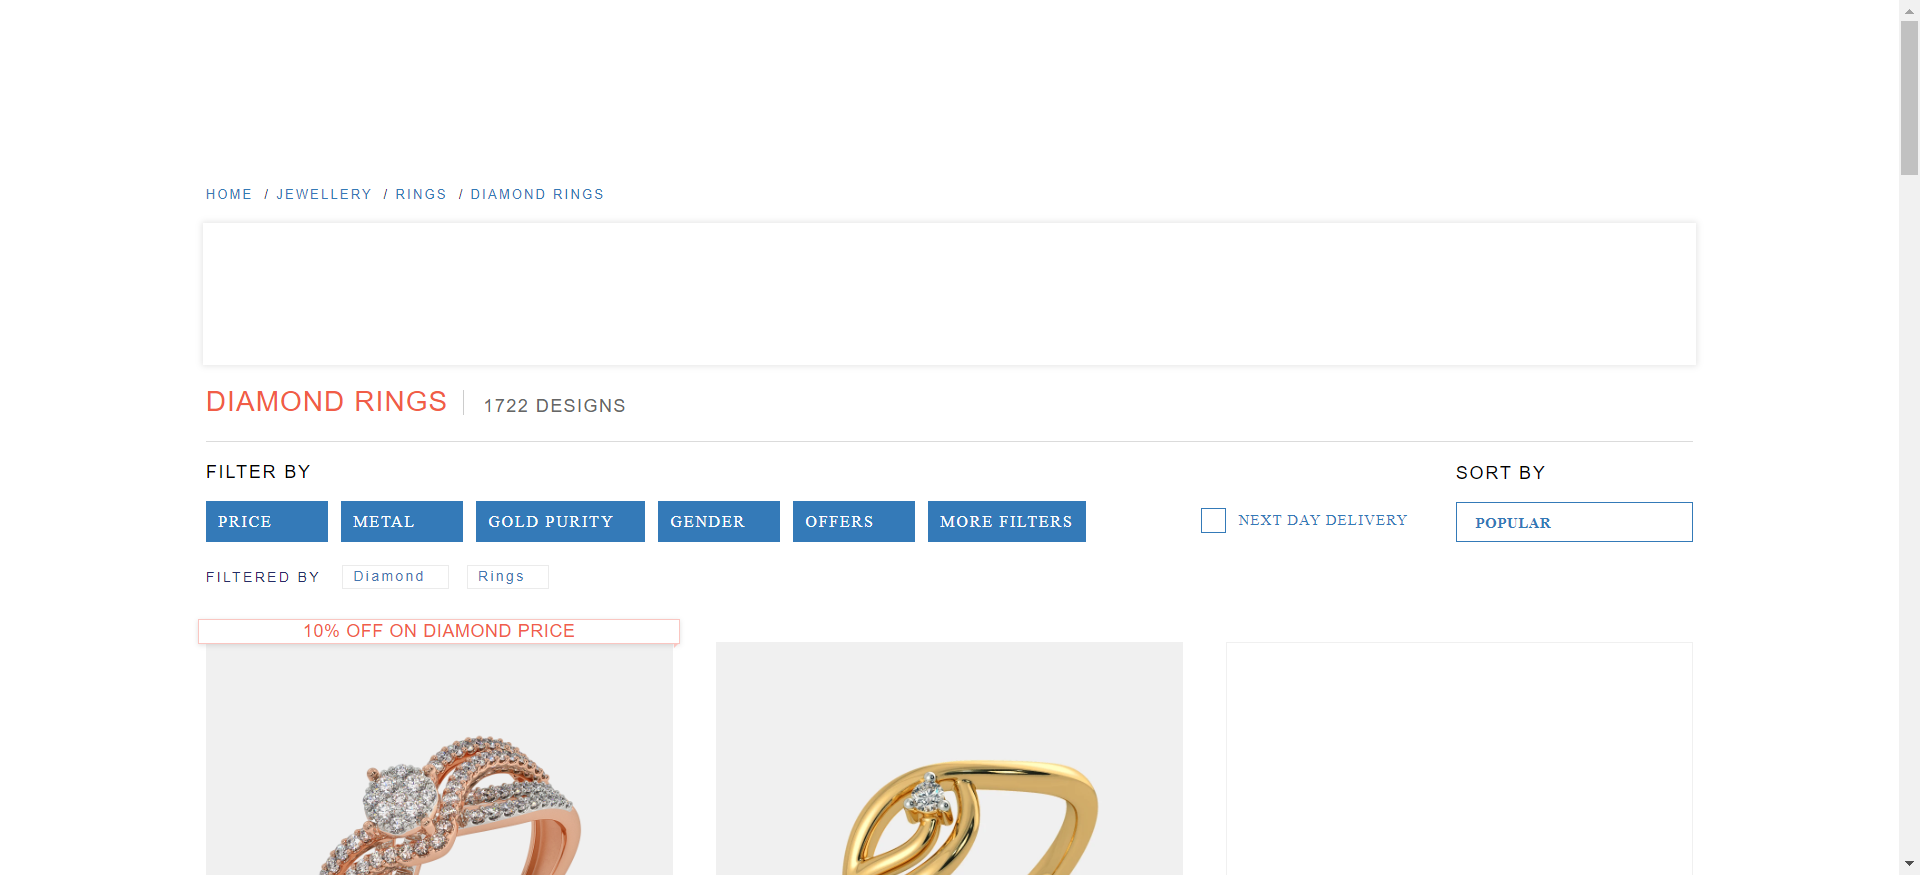 HOME / JEWELLERY / RINGS / DIAMOND RINGS
DIAMOND RINGS
1722 DESIGNS
FILTER BY
SORT BY
PRICE
METAL
GOLD PURITY
GENDER
OFFERS
MORE FILTERS
NEXT DAY DELIVERY
POPULAR
FILTERED BY
Diamond
Rings
10% OFF ON DIAMOND PRICE